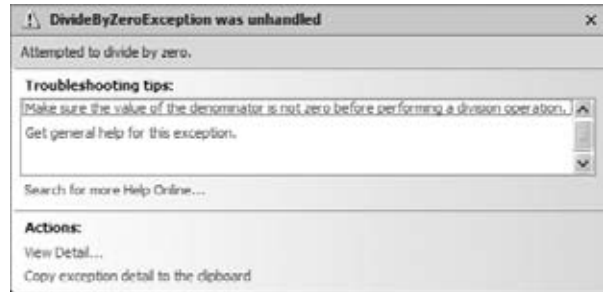 DivideByZeroException was unhandled
Attempted to divide by zero.
Troubleshooting tips:
Make sure the value of the denominator is not zero before performing a division operation.
Get general help for this exception.
Search for more Help Online...
Actions:
View Detail...
Copy exception detail to the clipboard